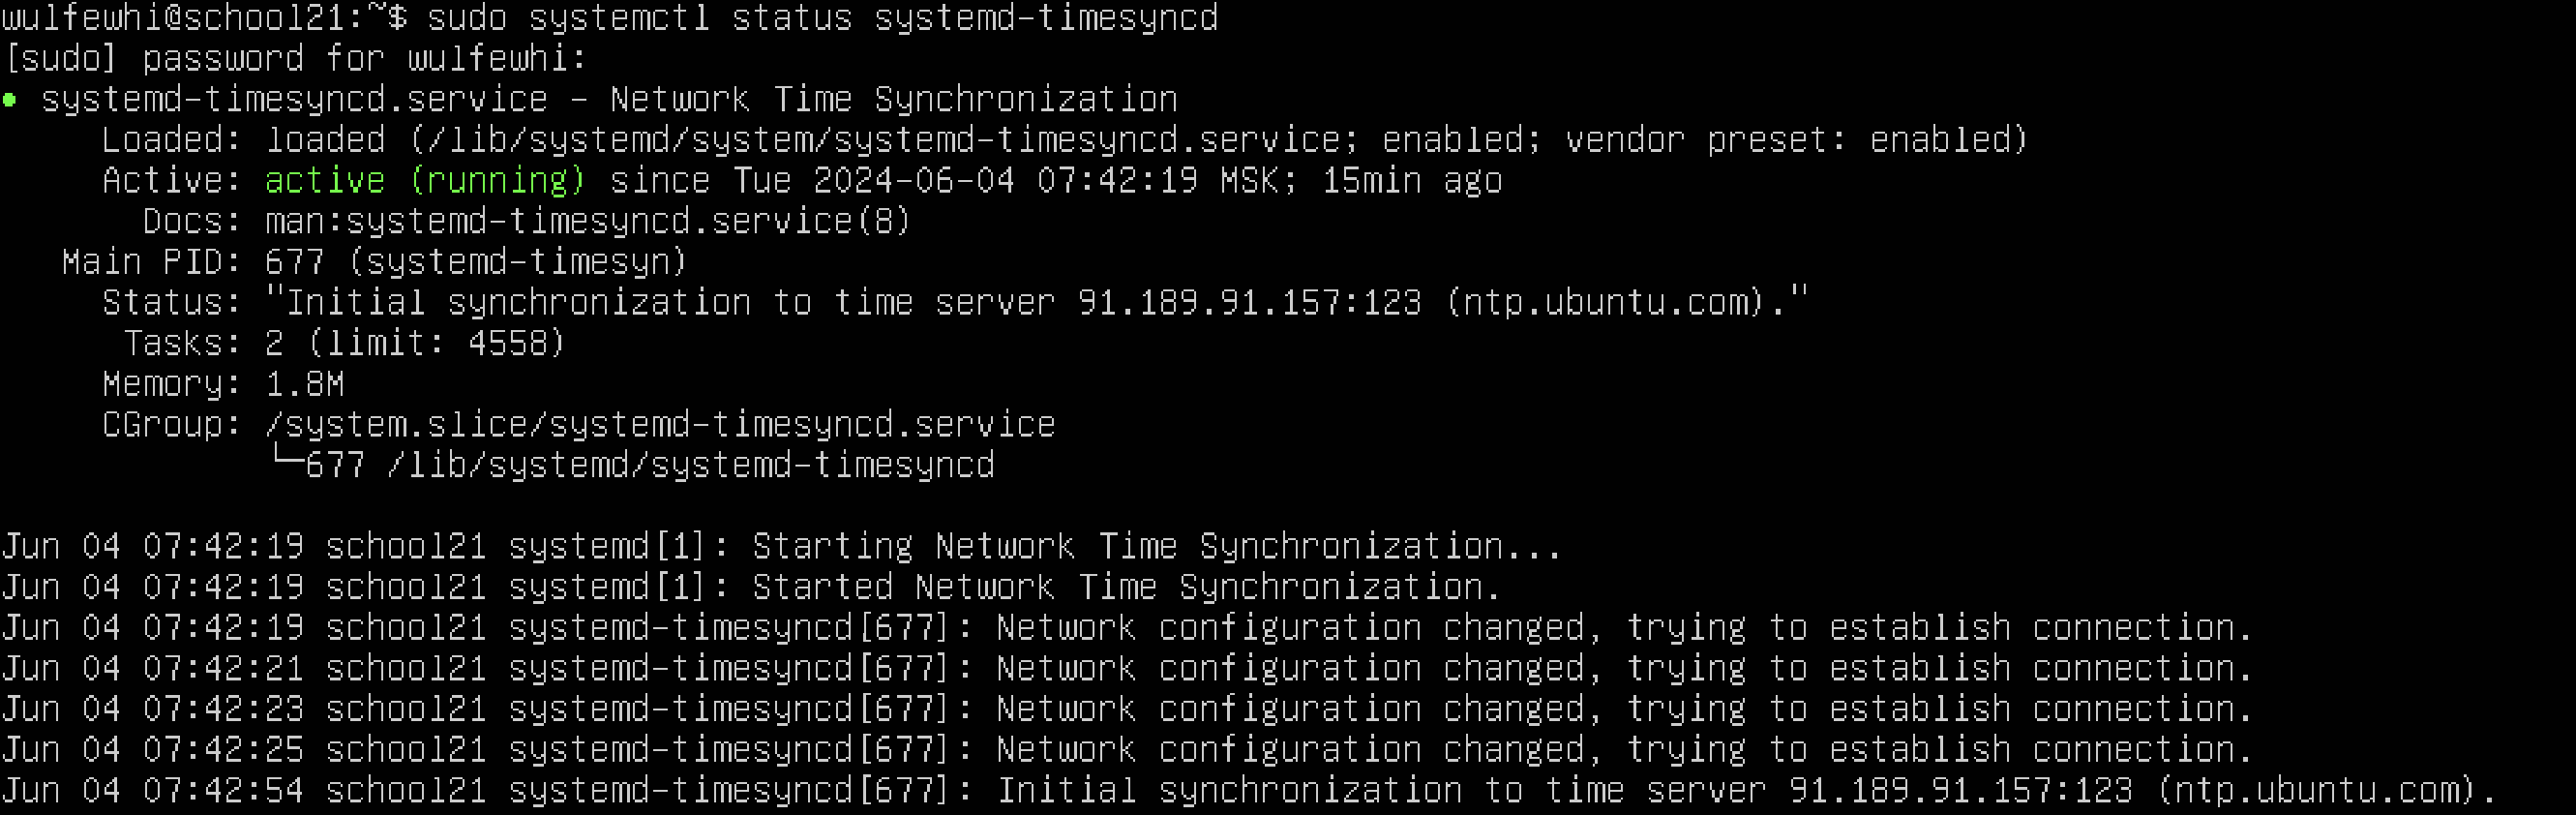 wulfewhi@school21:~$ sudo systemctl status systemd-timesyncd
[sudo] password for wulfewhi:
● systemd-timesyncd.service - Network Time Synchronization
     Loaded: loaded (/lib/systemd/system/systemd-timesyncd.service; enabled; vendor preset: enabled)
     Active: active (running) since Tue 2024-06-04 07:42:19 MSK; 15min ago
       Docs: man:systemd-timesyncd.service(8)
   Main PID: 677 (systemd-timesyn)
     Status: "Initial synchronization to time server 91.189.91.157:123 (ntp.ubuntu.com)."
      Tasks: 2 (limit: 4558)
     Memory: 1.8M
     CGroup: /system.slice/systemd-timesyncd.service
             └─677 /lib/systemd/systemd-timesyncd

Jun 04 07:42:19 school21 systemd[1]: Starting Network Time Synchronization...
Jun 04 07:42:19 school21 systemd[1]: Started Network Time Synchronization.
Jun 04 07:42:19 school21 systemd-timesyncd[677]: Network configuration changed, trying to establish connection.
Jun 04 07:42:21 school21 systemd-timesyncd[677]: Network configuration changed, trying to establish connection.
Jun 04 07:42:23 school21 systemd-timesyncd[677]: Network configuration changed, trying to establish connection.
Jun 04 07:42:25 school21 systemd-timesyncd[677]: Network configuration changed, trying to establish connection.
Jun 04 07:42:54 school21 systemd-timesyncd[677]: Initial synchronization to time server 91.189.91.157:123 (ntp.ubuntu.com).